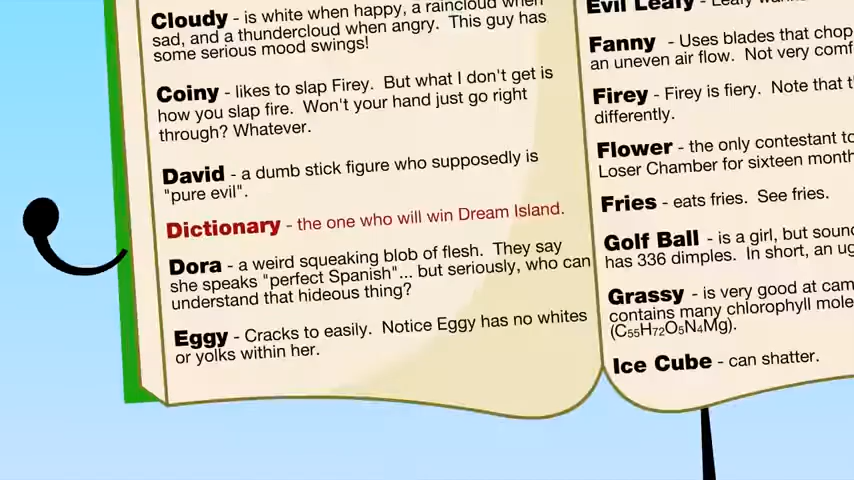 Cloudy - is white when happy, a raincloud when
sad, and a thundercloud when angry. This guy has
some serious mood swings!
Coiny - likes to slap Firey. But what I don't get is
how you slap fire. Won't your hand just go right
through? Whatever.
David - a dumb stick figure who supposedly is
"pure evil".
Dictionary - the one who will win Dream Island.
Dora - a weird squeaking blob of flesh. They say
she speaks "perfect Spanish"... but seriously, who can
understand that hideous thing?
Eggy - Cracks to easily. Notice Eggy has no whites
or yolks within her.
Evil Leafy - Leafy
Fanny - Uses blades that chop
an uneven air flow. Not very comf
Firey - Firey is fiery. Note that t
differently.
Flower - the only contestant to
Loser Chamber for sixteen month
Fries - eats fries. See fries.
Golf Ball - is a girl, but soun
has 336 dimples. In short, an ug
Grassy - is very good at cam
contains many chlorophyll mole
(C₅₅H₇₂O₅N₄Mg).
Ice Cube - can shatter.